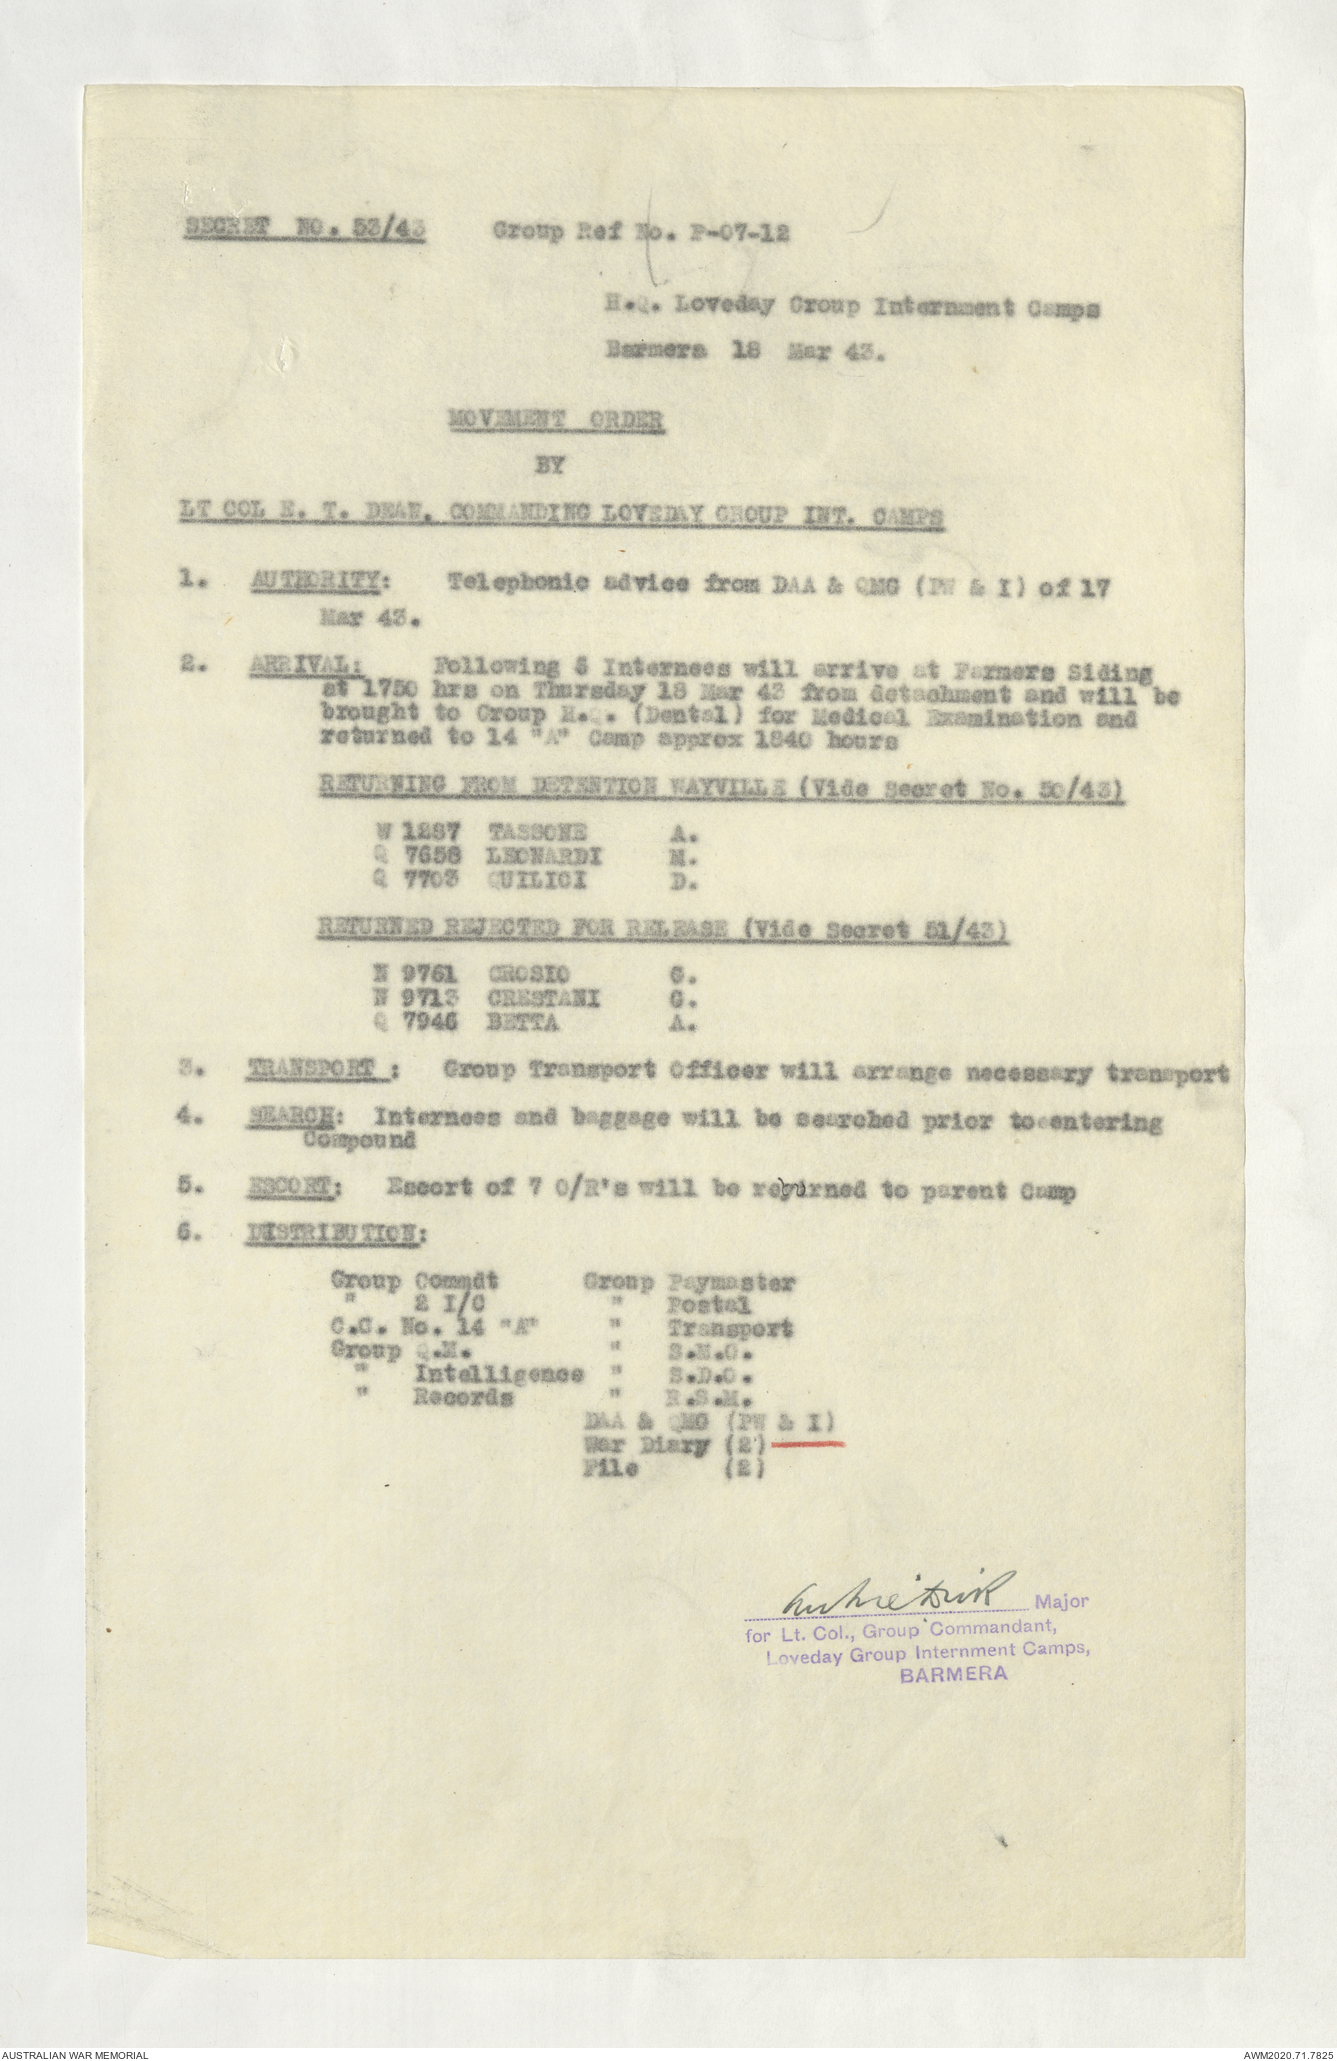 SECRET NO. 53/43 Group Ref No. P-07-12
H.Q. Loveday Group Internment Camps
Barmera 18 Mar 43.
MOVEMENT ORDER
BY
LT COL E. T. DEAN. COMMANDING LOVEDAY GROUP INT. CAMPS
1. AUTHORITY: Telephonic advice from DAA & QMG (PW & I) of 17
Mar 43.
2. ARRIVAL: Following 6 Internees will arrive at Farmers Siding
at 1750 hrs on Thursday 18 Mar 43 from detachment and will be
brought to Group H.Q. (Dental) for Medical Examination and
returned to 14 "A" Camp approx 1840 hours
RETURNING FROM DETENTION WAYVILLE (Vide Secret No. 50/43)
W 1287 TASSONE A.
Q 7658 LEONARDI M.
Q 7703 QUILICI D.
RETURNED REJECTED FOR RELEASE (Vide Secret 51/43)
N 9761 CROSIO G.
N 9713 CRESTANI G.
Q 7946 BETTA A.
3. TRANSPORT : Group Transport Officer will arrange necessary transport
4. SEARCH: Internees and baggage will be searched prior to entering
Compound
5. ESCORT: Escort of 7 O/R's will be returned to parent Camp
6. DISTRIBUTION:
Group Commdt Group Paymaster
" 2 I/C " Postal
C.C. No. 14 "A" " Transport
Group Q.M. " S.M.O.
" Intelligence " S.D.O.
" Records " R.S.M.
DAA & QMG (PW & I)
War Diary (2)
File (2)
Major
for Lt. Col., Group Commandant,
Loveday Group Internment Camps,
BARMERA
AUSTRALIAN WAR MEMORIAL AWM2020.71.7825